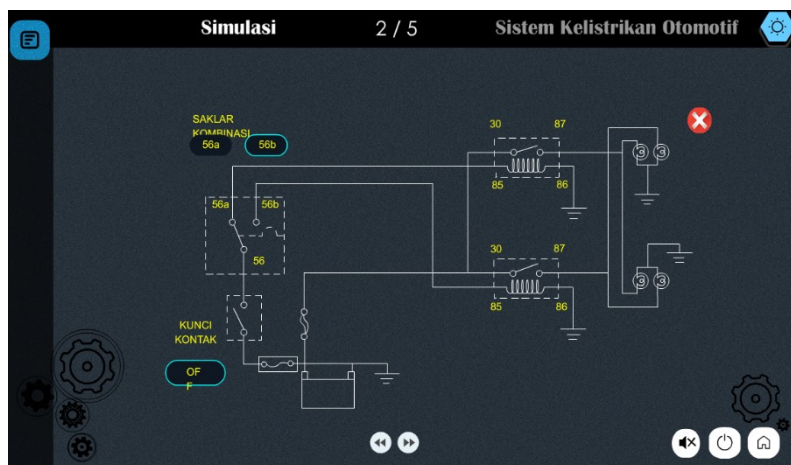 Simulasi
2 / 5
Sistem Kelistrikan Otomotif
SAKLAR
KOMBINASI
56a
56b
30
87
85
86
56a
56b
56
30
87
85
86
KUNCI
KONTAK
OF
F